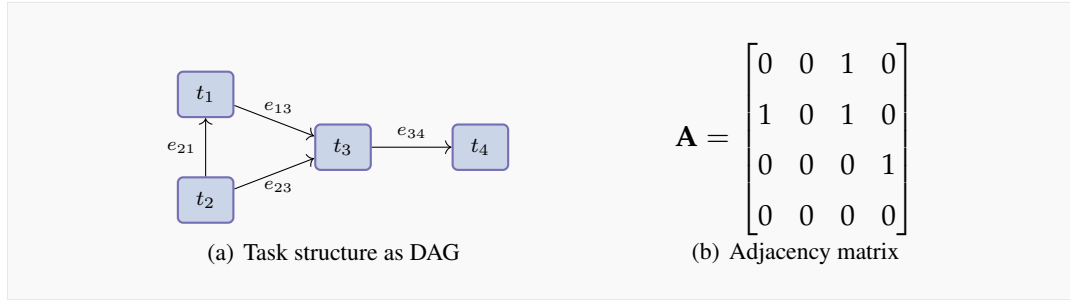 t1
e13
e21
t3
e34
t4
e23
t2
(a) Task structure as DAG
A =
0 0 1 0
1 0 1 0
0 0 0 1
0 0 0 0
(b) Adjacency matrix